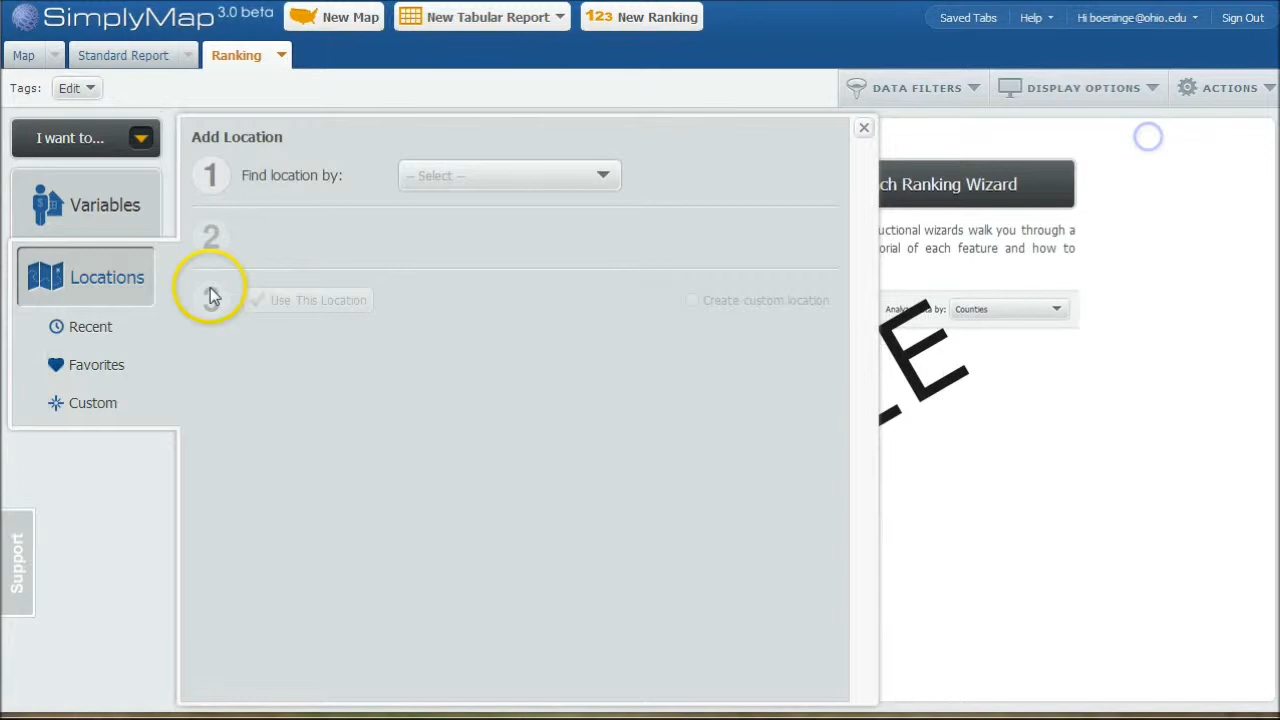 SimplyMap 3.0 beta
New Map
New Tabular Report
123 New Ranking
Saved Tabs
Help
Hi boeninge@ohio.edu
Sign Out
Map
Standard Report
Ranking
Tags:
Edit
DATA FILTERS
DISPLAY OPTIONS
ACTIONS
I want to...
Variables
Locations
Recent
Favorites
Custom
Support
Add Location
1 Find location by:
-- Select --
2
3 Use This Location
Create custom location
ch Ranking Wizard
uctional wizards walk you through a
orial of each feature and how to
Counties
LE